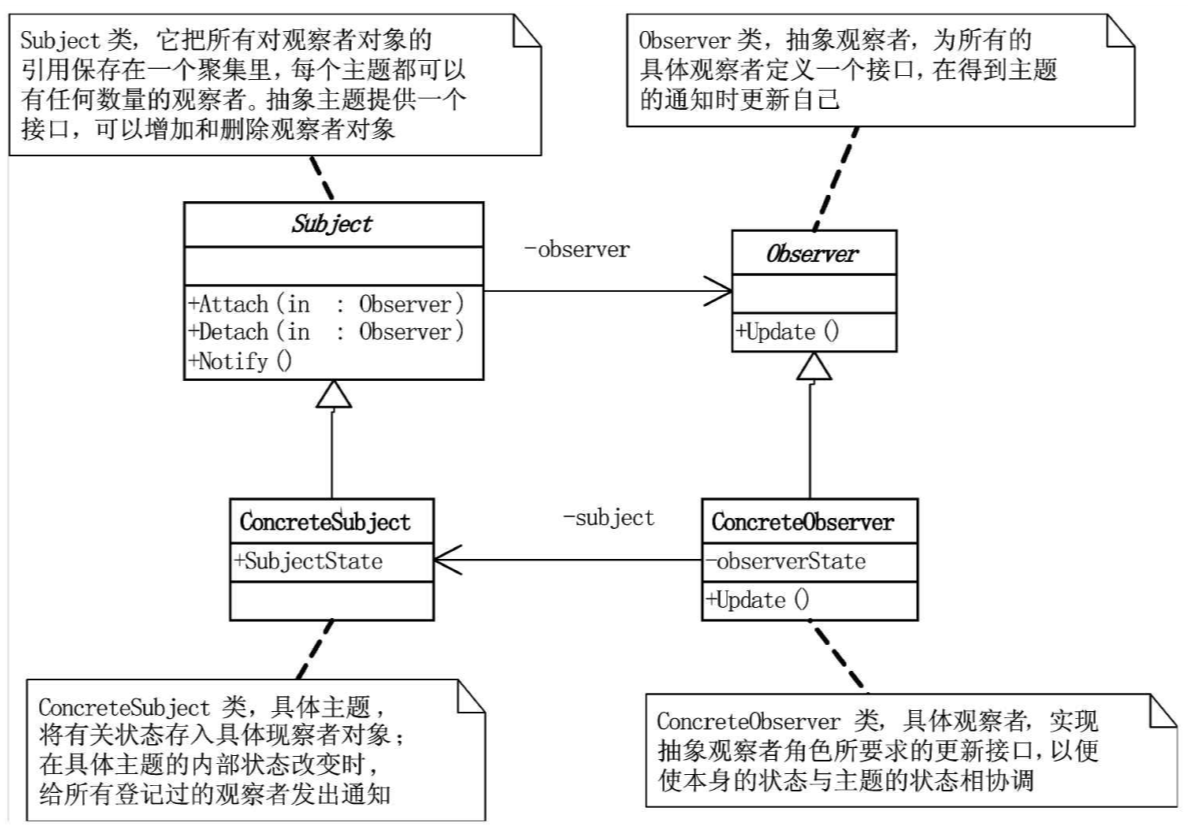 Subject 类，它把所有对观察者对象的
引用保存在一个聚集里，每个主题都可以
有任何数量的观察者。抽象主题提供一个
接口，可以增加和删除观察者对象
Observer 类，抽象观察者，为所有的
具体观察者定义一个接口，在得到主题
的通知时更新自己
Subject
+Attach(in : Observer)
+Detach(in : Observer)
+Notify()
-observer
Observer
+Update()
ConcreteSubject
+SubjectState
-subject
ConcreteObserver
-observerState
+Update()
ConcreteSubject 类，具体主题，
将有关状态存入具体现察者对象；
在具体主题的内部状态改变时，
给所有登记过的观察者发出通知
ConcreteObserver 类，具体观察者，实现
抽象观察者角色所要求的更新接口，以便
使本身的状态与主题的状态相协调